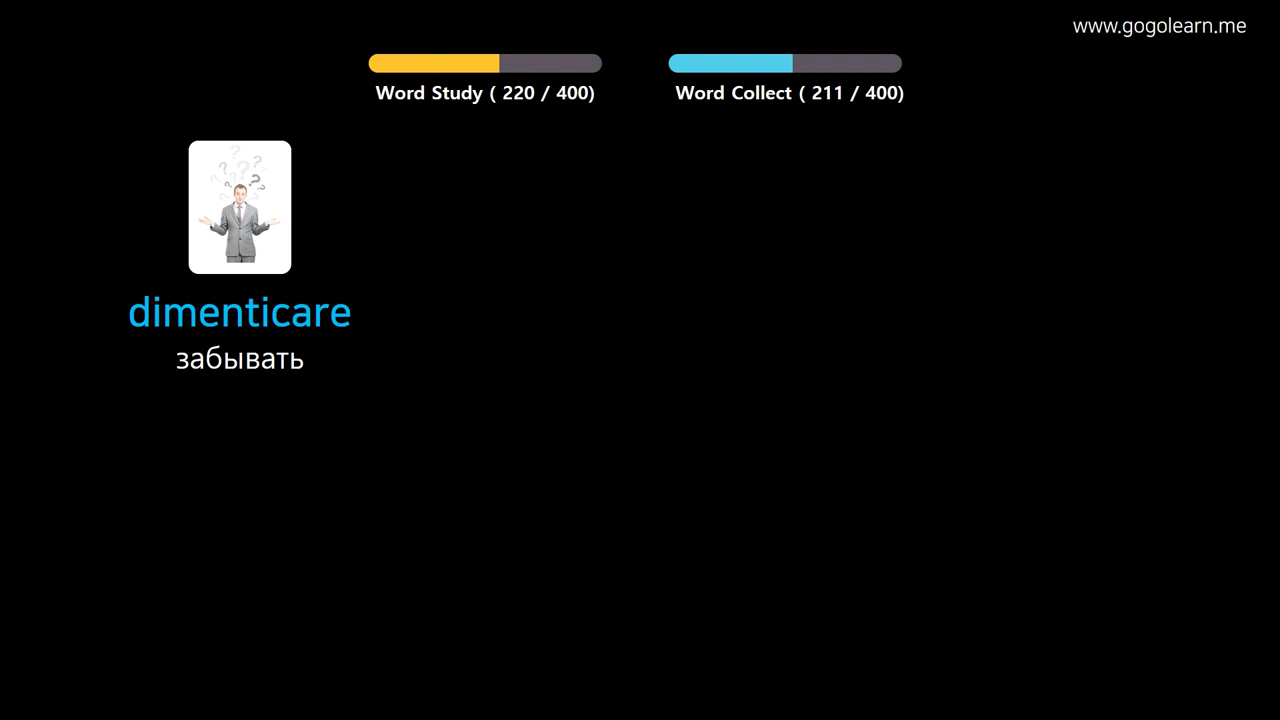 www.gogolearn.me
Word Study ( 220 / 400)
Word Collect ( 211 / 400)
dimenticare
забывать